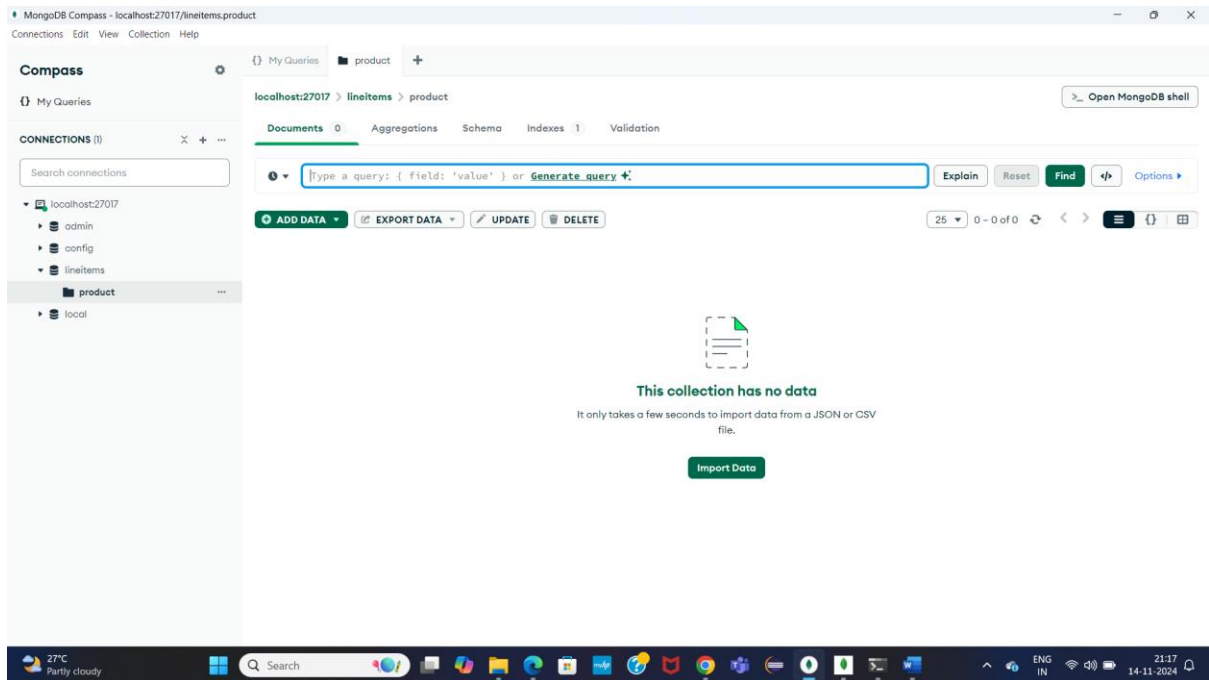 MongoDB Compass - localhost:27017/lineitems.product
Connections Edit View Collection Help
Compass
{} My Queries
CONNECTIONS (1)
Search connections
localhost:27017
admin
config
lineitems
product
local
{} My Queries product +
localhost:27017 > lineitems > product
>_ Open MongoDB shell
Documents 0 Aggregations Schema Indexes 1 Validation
Type a query: { field: 'value' } or Generate query
Explain Reset Find </> Options
ADD DATA EXPORT DATA UPDATE DELETE
25 0 – 0 of 0 {}
This collection has no data
It only takes a few seconds to import data from a JSON or CSV
file.
Import Data
27°C
Partly cloudy
Search
ENG
IN
21:17
14-11-2024